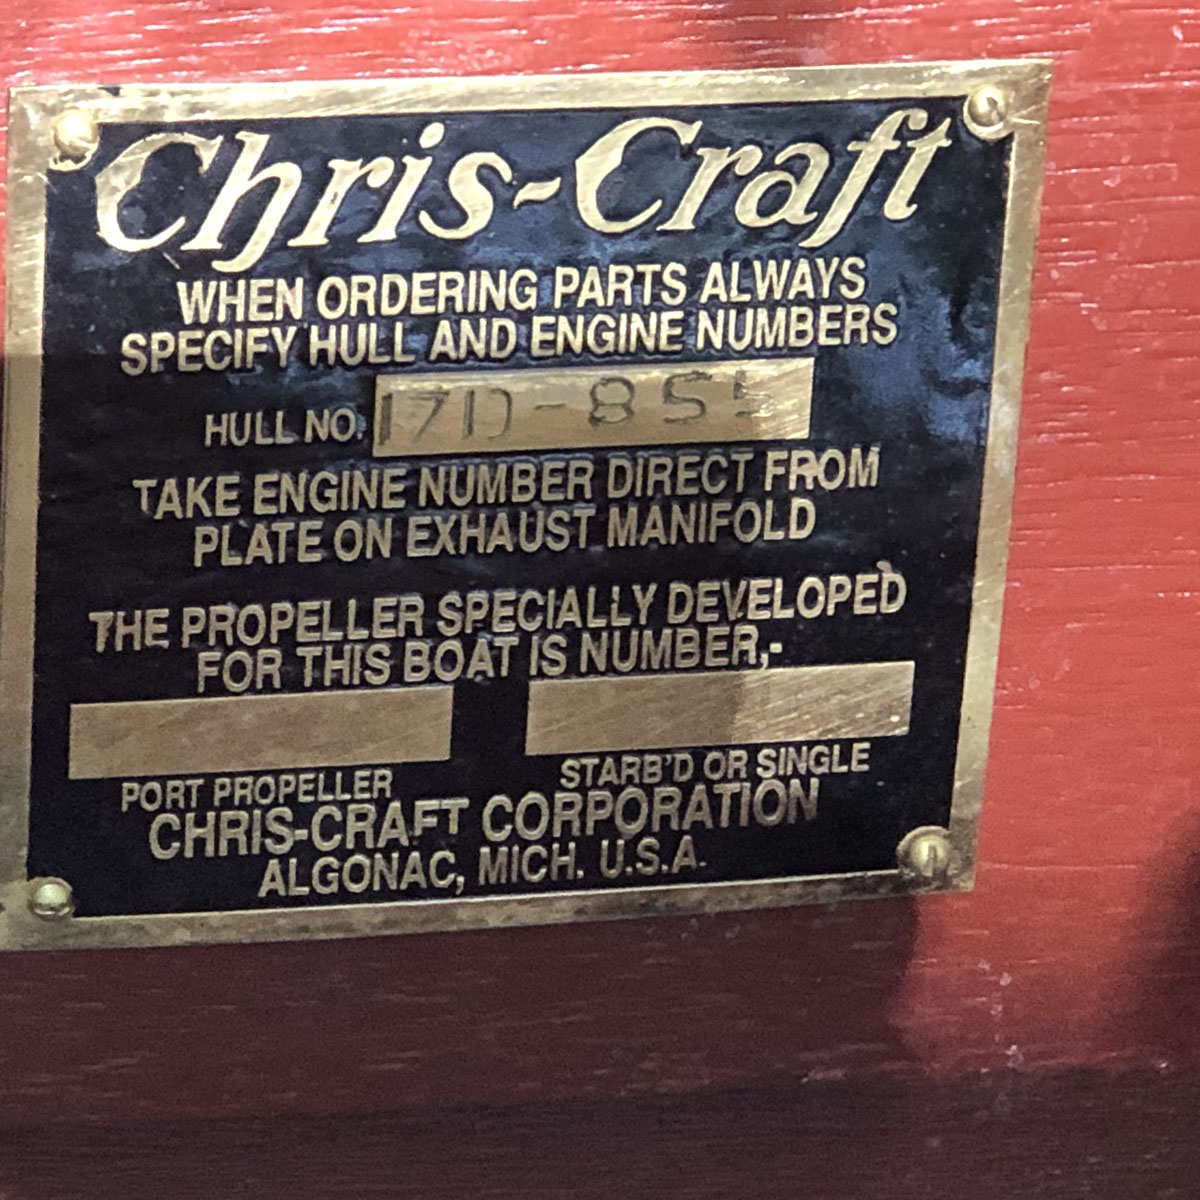 Chris-Craft
WHEN ORDERING PARTS ALWAYS
SPECIFY HULL AND ENGINE NUMBERS
HULL NO.
TAKE ENGINE NUMBER DIRECT FROM
PLATE ON EXHAUST MANIFOLD
THE PROPELLER SPECIALLY DEVELOPED
FOR THIS BOAT IS NUMBER,-
PORT PROPELLER
STARB'D OR SINGLE
CHRIS-CRAFT CORPORATION
ALGONAC, MICH. U.S.A.